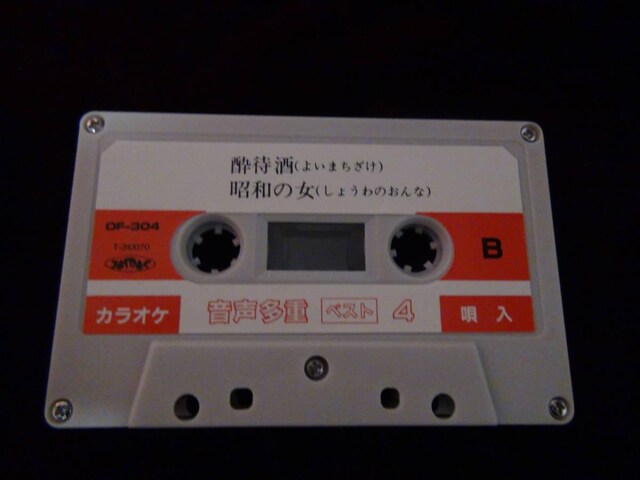 酔待酒(よいまちざけ)
昭和の女(しょうわのおんな)
DF-304
B
カラオケ
音声多重 ベスト 4
唄入